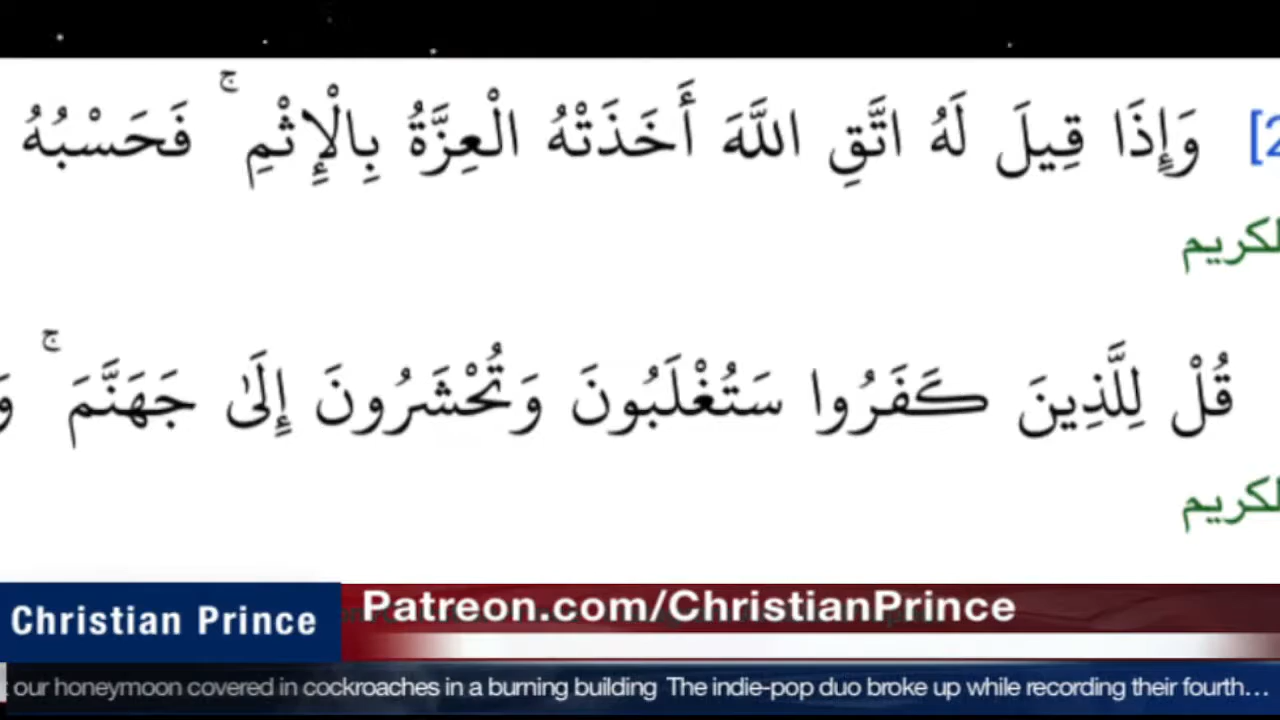 [2 وَإِذَا قِيلَ لَهُ اتَّقِ اللَّهَ أَخَذَتْهُ الْعِزَّةُ بِالْإِثْمِ ۚ فَحَسْبُهُ
لكريم
قُلْ لِلَّذِينَ كَفَرُوا سَتُغْلَبُونَ وَتُحْشَرُونَ إِلَىٰ جَهَنَّمَ ۚ وَ
لكريم
Christian Prince
Patreon.com/ChristianPrince
our honeymoon covered in cockroaches in a burning building The indie-pop duo broke up while recording their fourth…